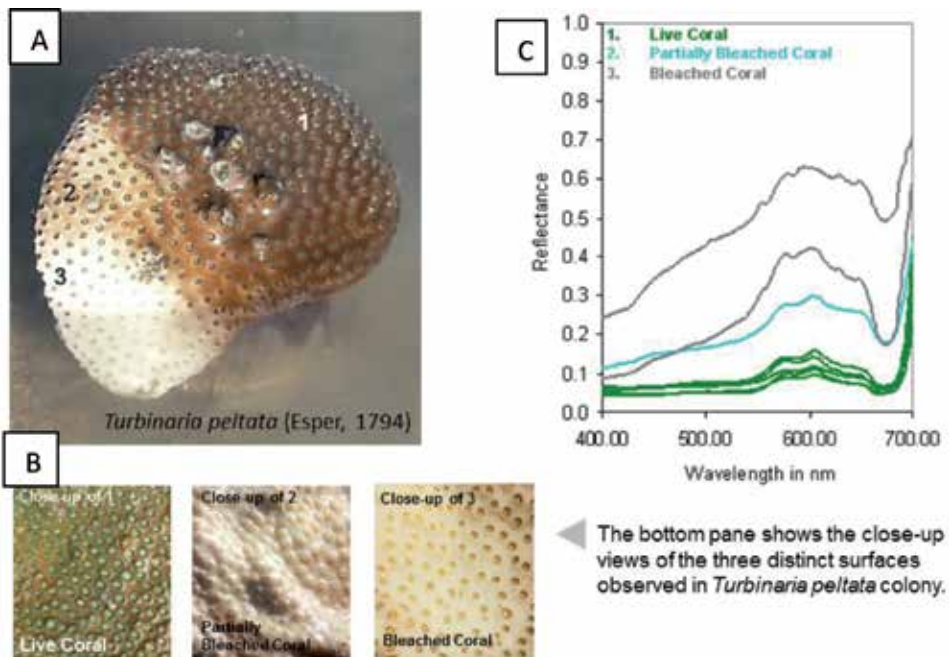 A
1
2
3
Turbinaria peltata (Esper, 1794)
B
Close-up of 1
Live Coral
Close-up of 2
Partially
Bleached Coral
Close-up of 3
Bleached Coral
C
1. Live Coral
2. Partially Bleached Coral
3. Bleached Coral
Reflectance
1.0
0.9
0.8
0.7
0.6
0.5
0.4
0.3
0.2
0.1
0.0
400.00 500.00 600.00 700.00
Wavelength in nm
The bottom pane shows the close-up
views of the three distinct surfaces
observed in Turbinaria peltata colony.